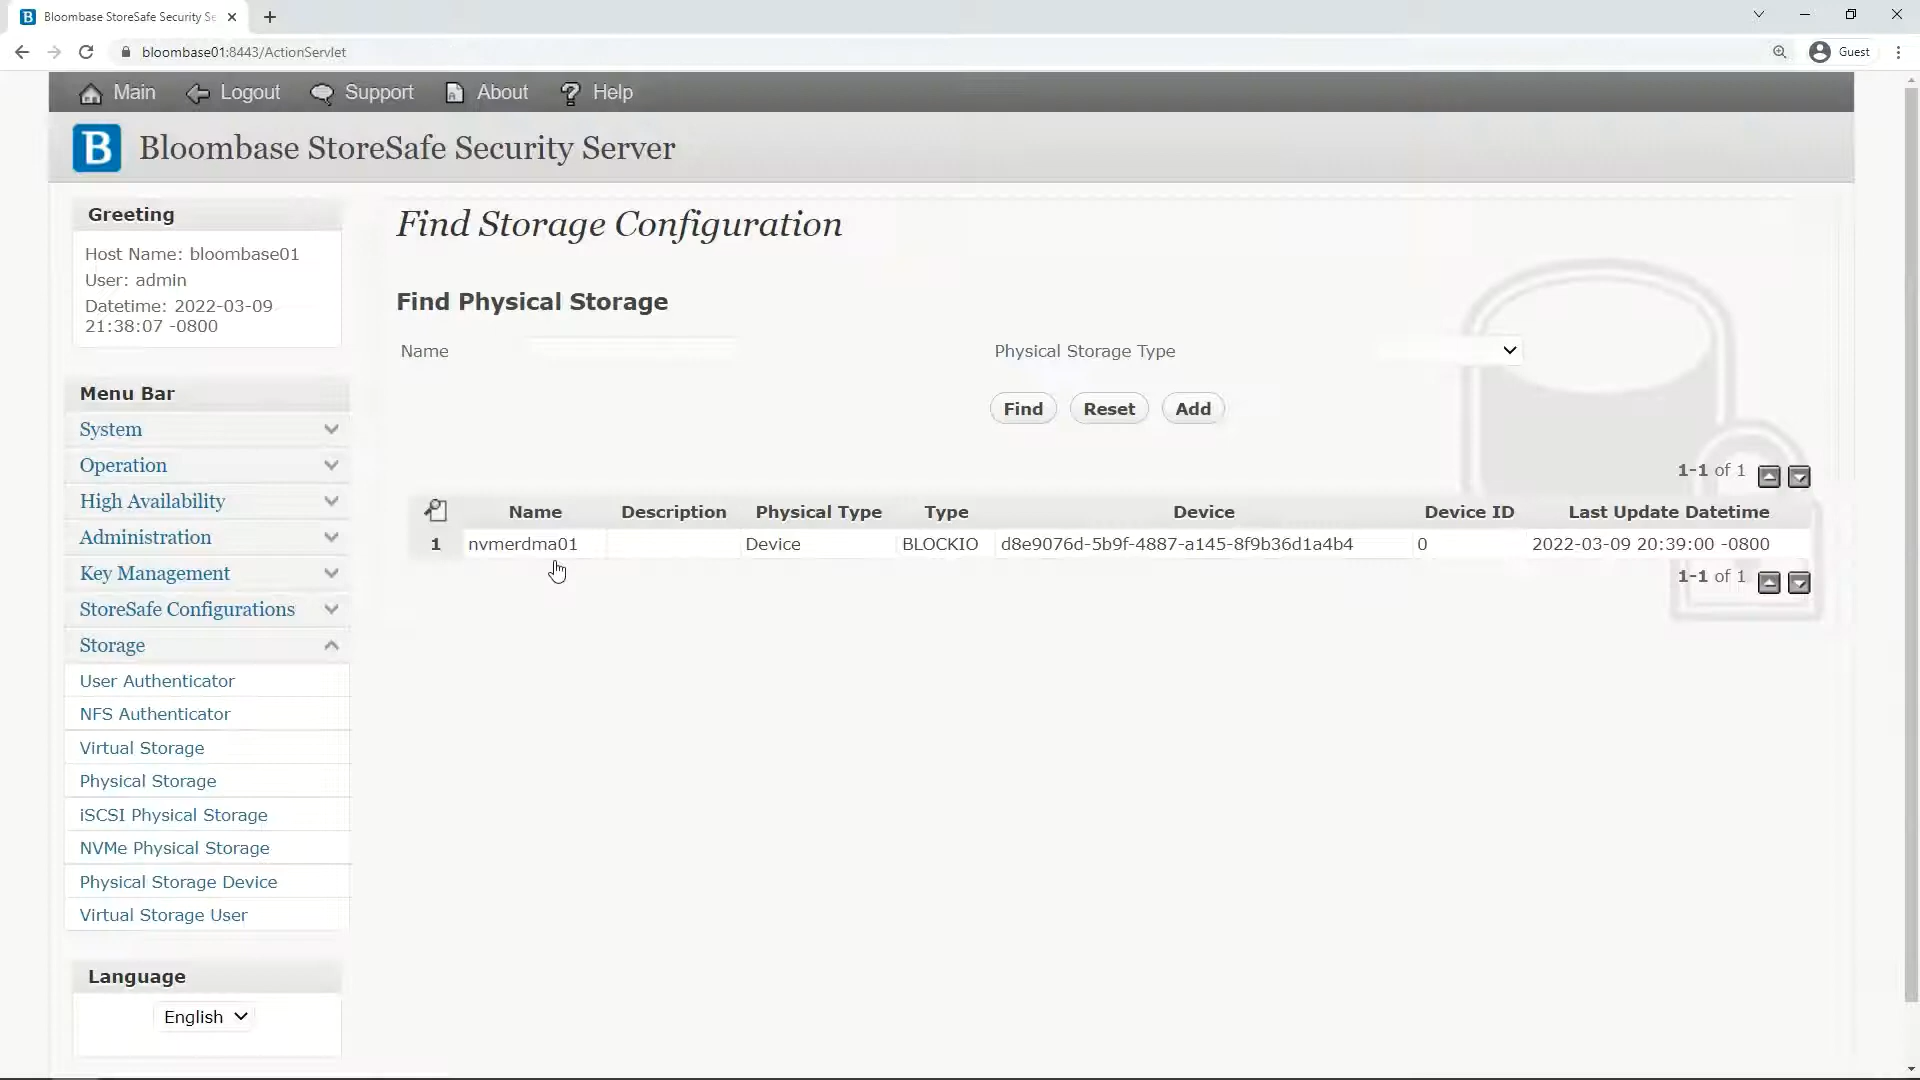 Bloombase StoreSafe Security Se
bloombase01:8443/ActionServlet
Guest
Main
Logout
Support
About
Help
B Bloombase StoreSafe Security Server
Greeting
Host Name: bloombase01
User: admin
Datetime: 2022-03-09
21:38:07 -0800
Menu Bar
System
Operation
High Availability
Administration
Key Management
StoreSafe Configurations
Storage
User Authenticator
NFS Authenticator
Virtual Storage
Physical Storage
iSCSI Physical Storage
NVMe Physical Storage
Physical Storage Device
Virtual Storage User
Language
English
Find Storage Configuration
Find Physical Storage
Name
Physical Storage Type
Find
Reset
Add
1-1 of 1
Name Description Physical Type Type Device Device ID Last Update Datetime
1 nvmerdma01 Device BLOCKIO d8e9076d-5b9f-4887-a145-8f9b36d1a4b4 0 2022-03-09 20:39:00 -0800
1-1 of 1